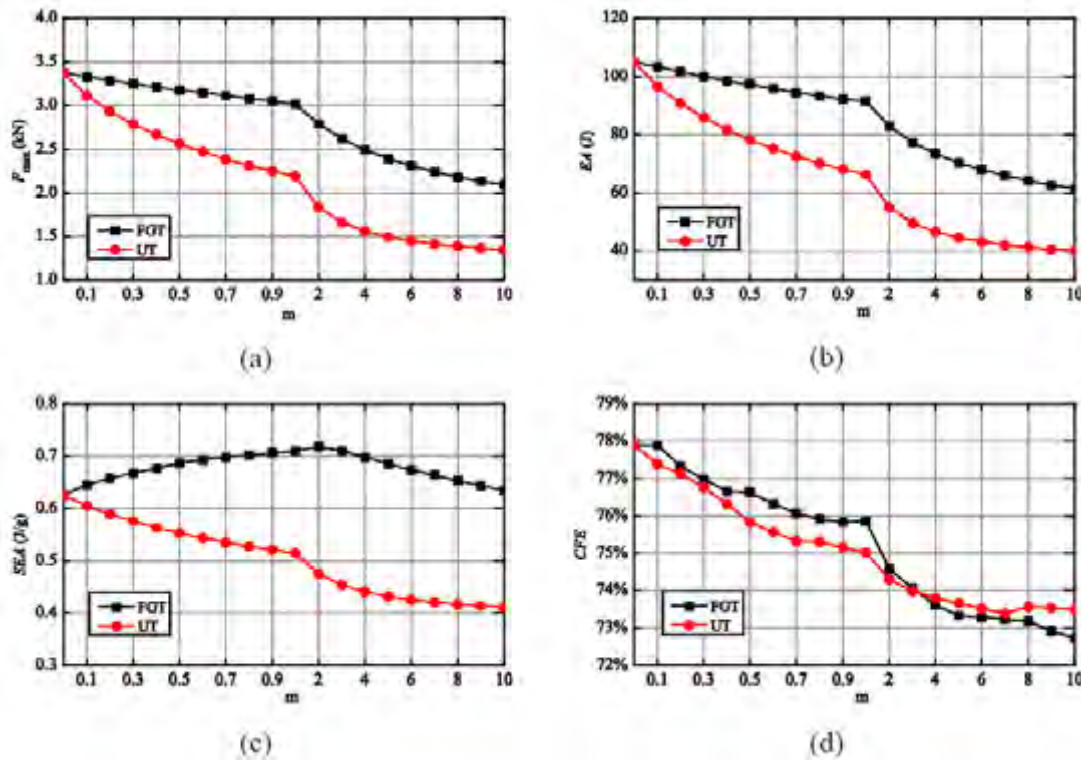 4.0
3.5
3.0
2.5
2.0
1.5
1.0
Pmax (kN)
FGT
UT
0.1 0.3 0.5 0.7 0.9 2 4 6 8 10
m
(a)
120
100
80
60
40
EA (J)
FGT
UT
0.1 0.3 0.5 0.7 0.9 2 4 6 8 10
m
(b)
0.8
0.7
0.6
0.5
0.4
0.3
SEA (J/g)
FGT
UT
0.1 0.3 0.5 0.7 0.9 2 4 6 8 10
m
(c)
79%
78%
77%
76%
75%
74%
73%
72%
CFE
FGT
UT
0.1 0.3 0.5 0.7 0.9 2 4 6 8 10
m
(d)